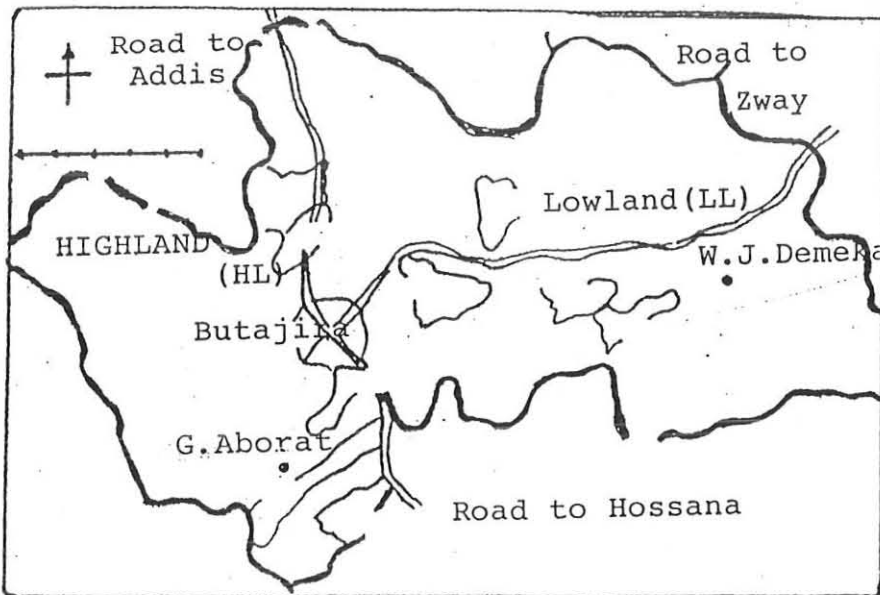 Road to
Addis
Road to
Zway
Lowland(LL)
HIGHLAND
(HL)
W.J.Demeka
Butajira
G.Aborat
Road to Hossana